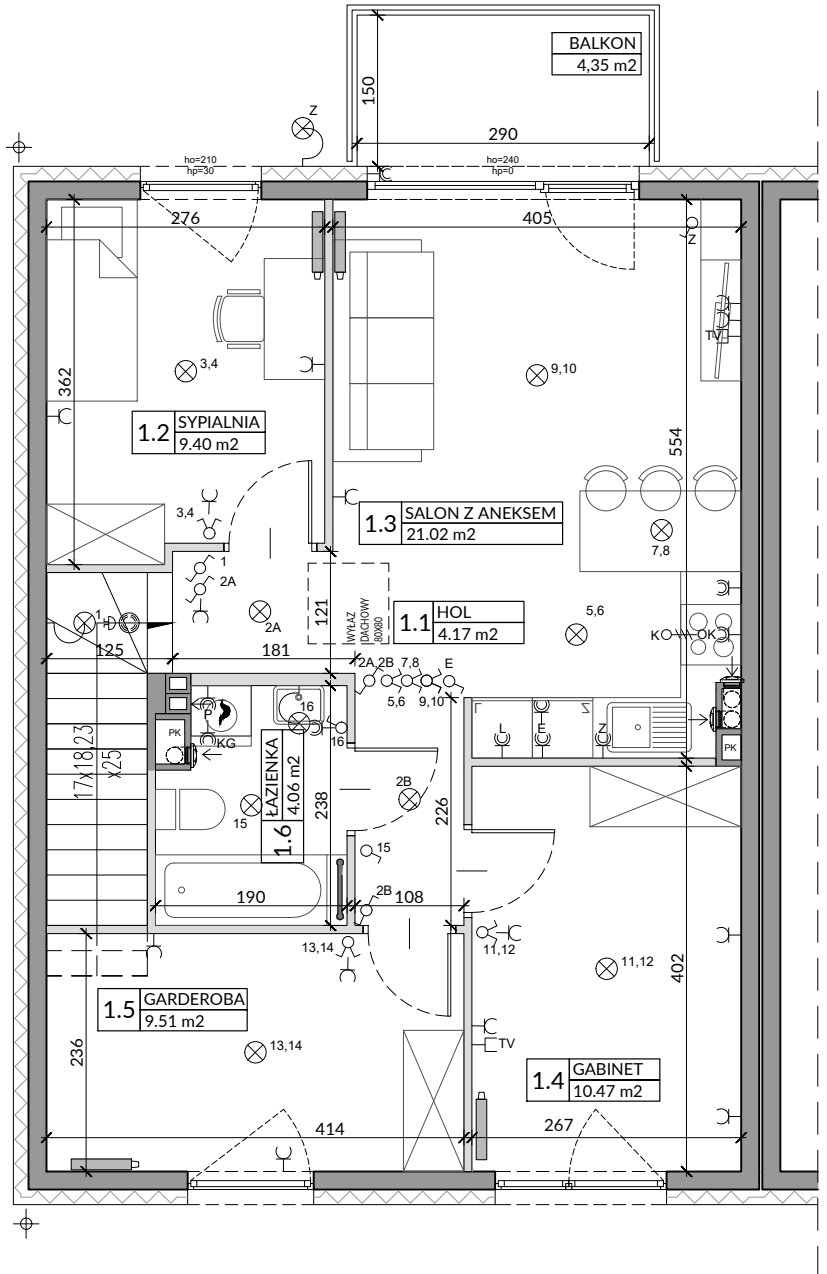 BALKON
4,35 m2
150
290
Z
ho=210
hp=30
ho=240
hp=0
276
405
Z
TV
3,4
9,10
362
1.2
SYPIALNIA
9.40 m2
554
3,4
1.3
SALON Z ANEKSEM
21.02 m2
7,8
1
2A
2A
121
WYŁAZ
DACHOWY
80X80
1.1
HOL
4.17 m2
5,6
K
OK
1
125
181
2A,2B
7,8
E
5,6
9,10
P
16
16
KG
PK
L
E
Z
PK
17x18,23
x25
1.6
ŁAZIENKA
4.06 m2
238
2B
226
15
15
190
108
2B
13,14
11,12
11,12
402
1.5
GARDEROBA
9.51 m2
236
13,14
TV
1.4
GABINET
10.47 m2
414
267